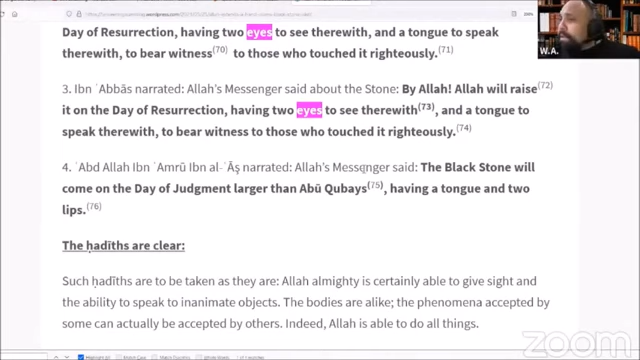 Day of Resurrection, having two eyes to see therewith, and a tongue to speak
therewith, to bear witness(70) to those who touched it righteously.(71)
3. Ibn ʿAbbās narrated: Allah's Messenger said about the Stone: By Allah! Allah will raise(72)
it on the Day of Resurrection, having two eyes to see therewith(73), and a tongue to
speak therewith, to bear witness to those who touched it righteously.(74)
4. ʿAbd Allah Ibn ʿAmrū Ibn al-ʿĀṣ narrated: Allah's Messenger said: The Black Stone will
come on the Day of Judgment larger than Abū Qubays(75), having a tongue and two
lips.(76)
The ḥadīths are clear:
Such ḥadīths are to be taken as they are: Allah almighty is certainly able to give sight and
the ability to speak to inanimate objects. The bodies are alike; the phenomena accepted by
some can actually be accepted by others. Indeed, Allah is able to do all things.
W.A.
zoom